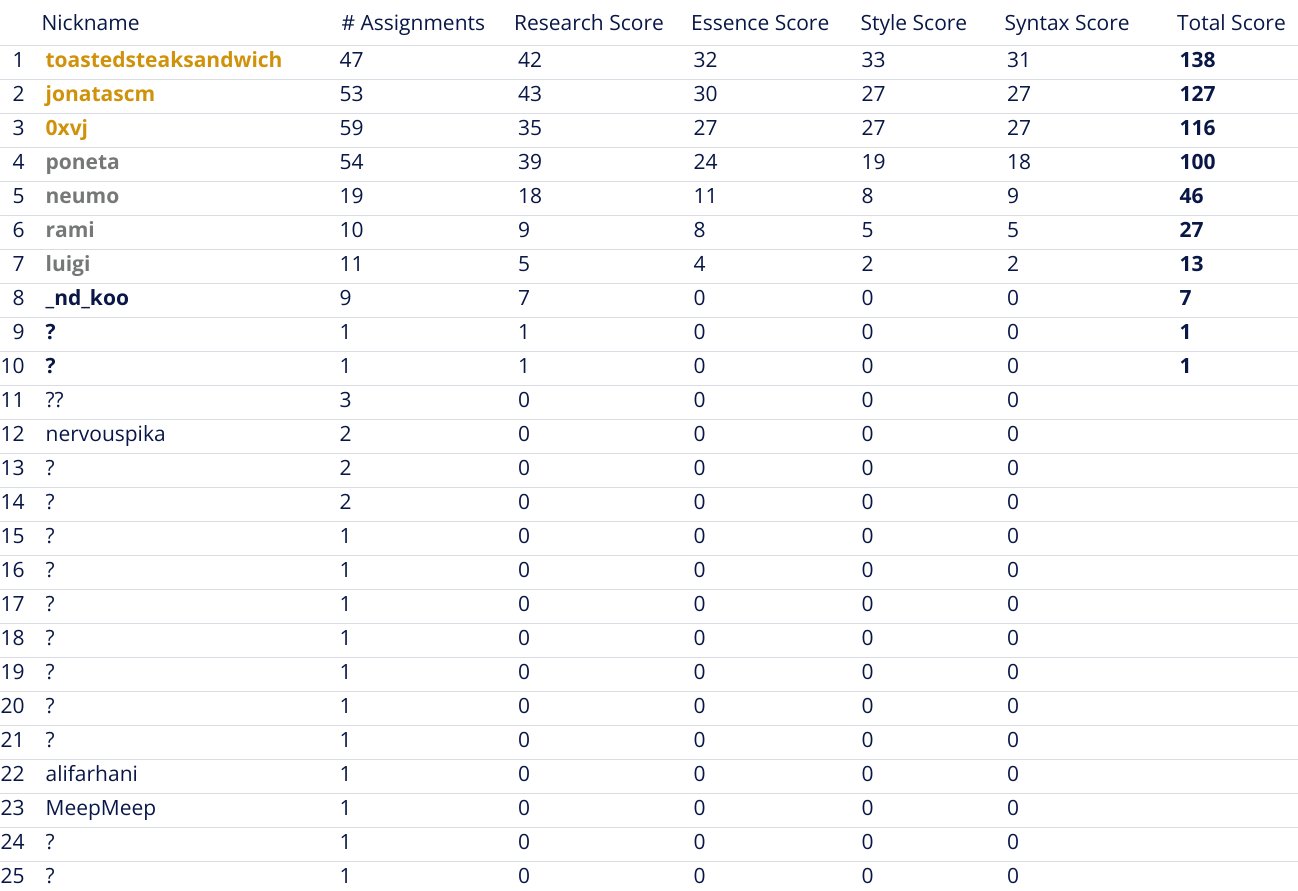 Nickname # Assignments Research Score Essence Score Style Score Syntax Score Total Score
1 toastedsteaksandwich 47 42 32 33 31 138
2 jonatascm 53 43 30 27 27 127
3 0xvj 59 35 27 27 27 116
4 poneta 54 39 24 19 18 100
5 neumo 19 18 11 8 9 46
6 rami 10 9 8 5 5 27
7 luigi 11 5 4 2 2 13
8 _nd_koo 9 7 0 0 0 7
9 ? 1 1 0 0 0 1
10 ? 1 1 0 0 0 1
11 ?? 3 0 0 0 0
12 nervouspika 2 0 0 0 0
13 ? 2 0 0 0 0
14 ? 2 0 0 0 0
15 ? 1 0 0 0 0
16 ? 1 0 0 0 0
17 ? 1 0 0 0 0
18 ? 1 0 0 0 0
19 ? 1 0 0 0 0
20 ? 1 0 0 0 0
21 ? 1 0 0 0 0
22 alifarhani 1 0 0 0 0
23 MeepMeep 1 0 0 0 0
24 ? 1 0 0 0 0
25 ? 1 0 0 0 0